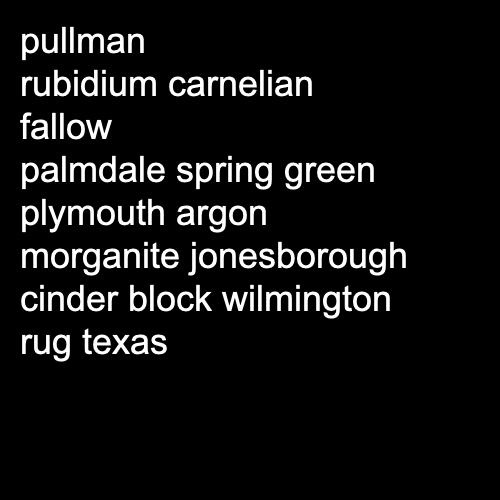 pullman
rubidium carnelian
fallow
palmdale spring green
plymouth argon
morganite jonesborough
cinder block wilmington
rug texas